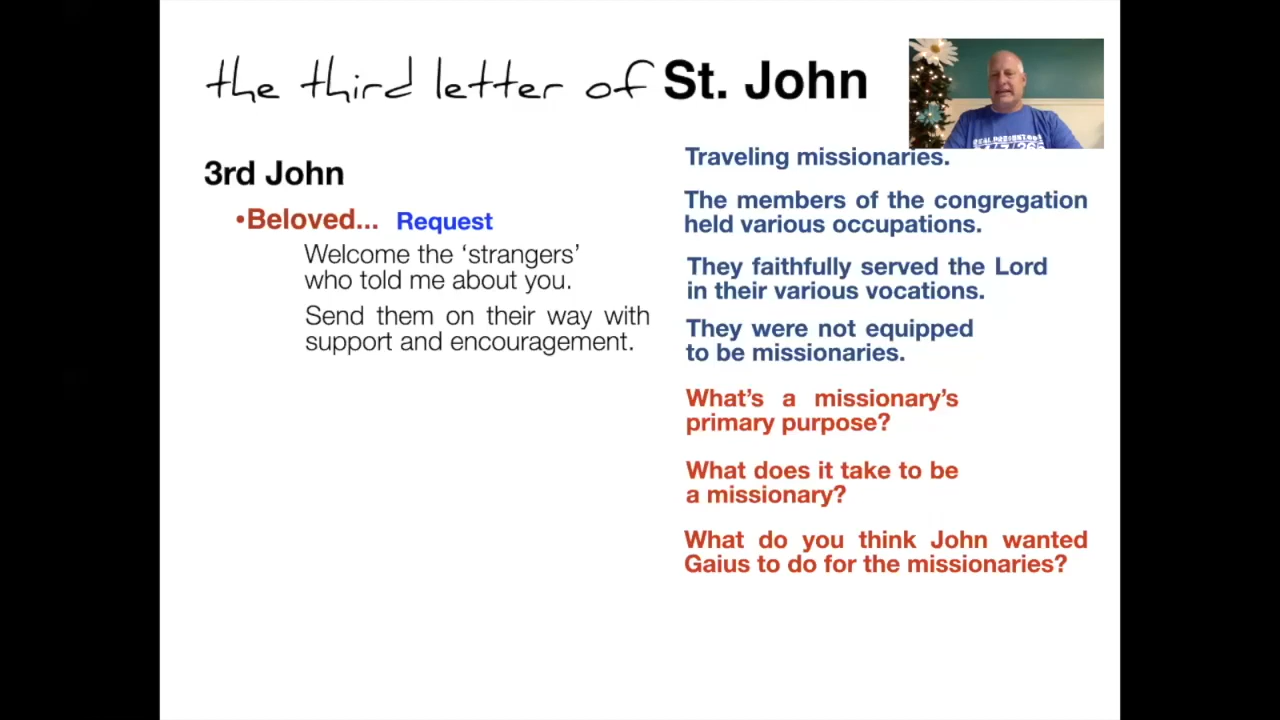 the third letter of St. John
3rd John
•Beloved... Request
Welcome the ‘strangers’
who told me about you.
Send them on their way with
support and encouragement.
Traveling missionaries.
The members of the congregation
held various occupations.
They faithfully served the Lord
in their various vocations.
They were not equipped
to be missionaries.
What’s a missionary’s
primary purpose?
What does it take to be
a missionary?
What do you think John wanted
Gaius to do for the missionaries?